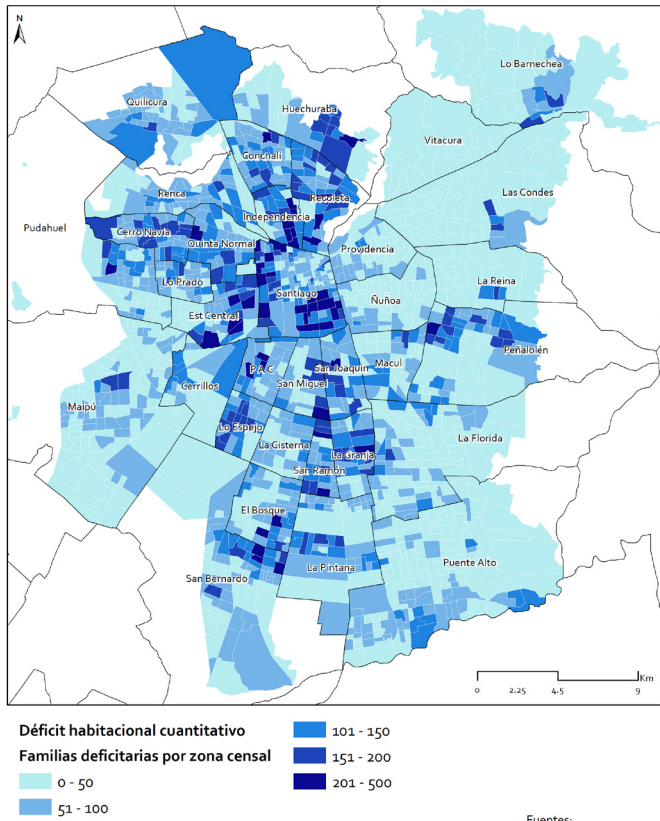 N
Lo Barnechea
Quilicura
Huechuraba
Vitacura
Conchalí
Las Condes
Renca
Recoleta
Independencia
Pudahuel
Cerro Navia
Quinta Normal
Providencia
Lo Prado
La Reina
Santiago
Ñuñoa
Est Central
Peñalolén
P A C
San Joaquín
Macul
Cerrillos
San Miguel
Maipú
Lo Espejo
La Florida
La Cisterna
La Granja
San Ramón
El Bosque
Puente Alto
La Pintana
San Bernardo
Km
0 2.25 4.5 9
Déficit habitacional cuantitativo
Familias deficitarias por zona censal
0 - 50
51 - 100
101 - 150
151 - 200
201 - 500
Fuentes: